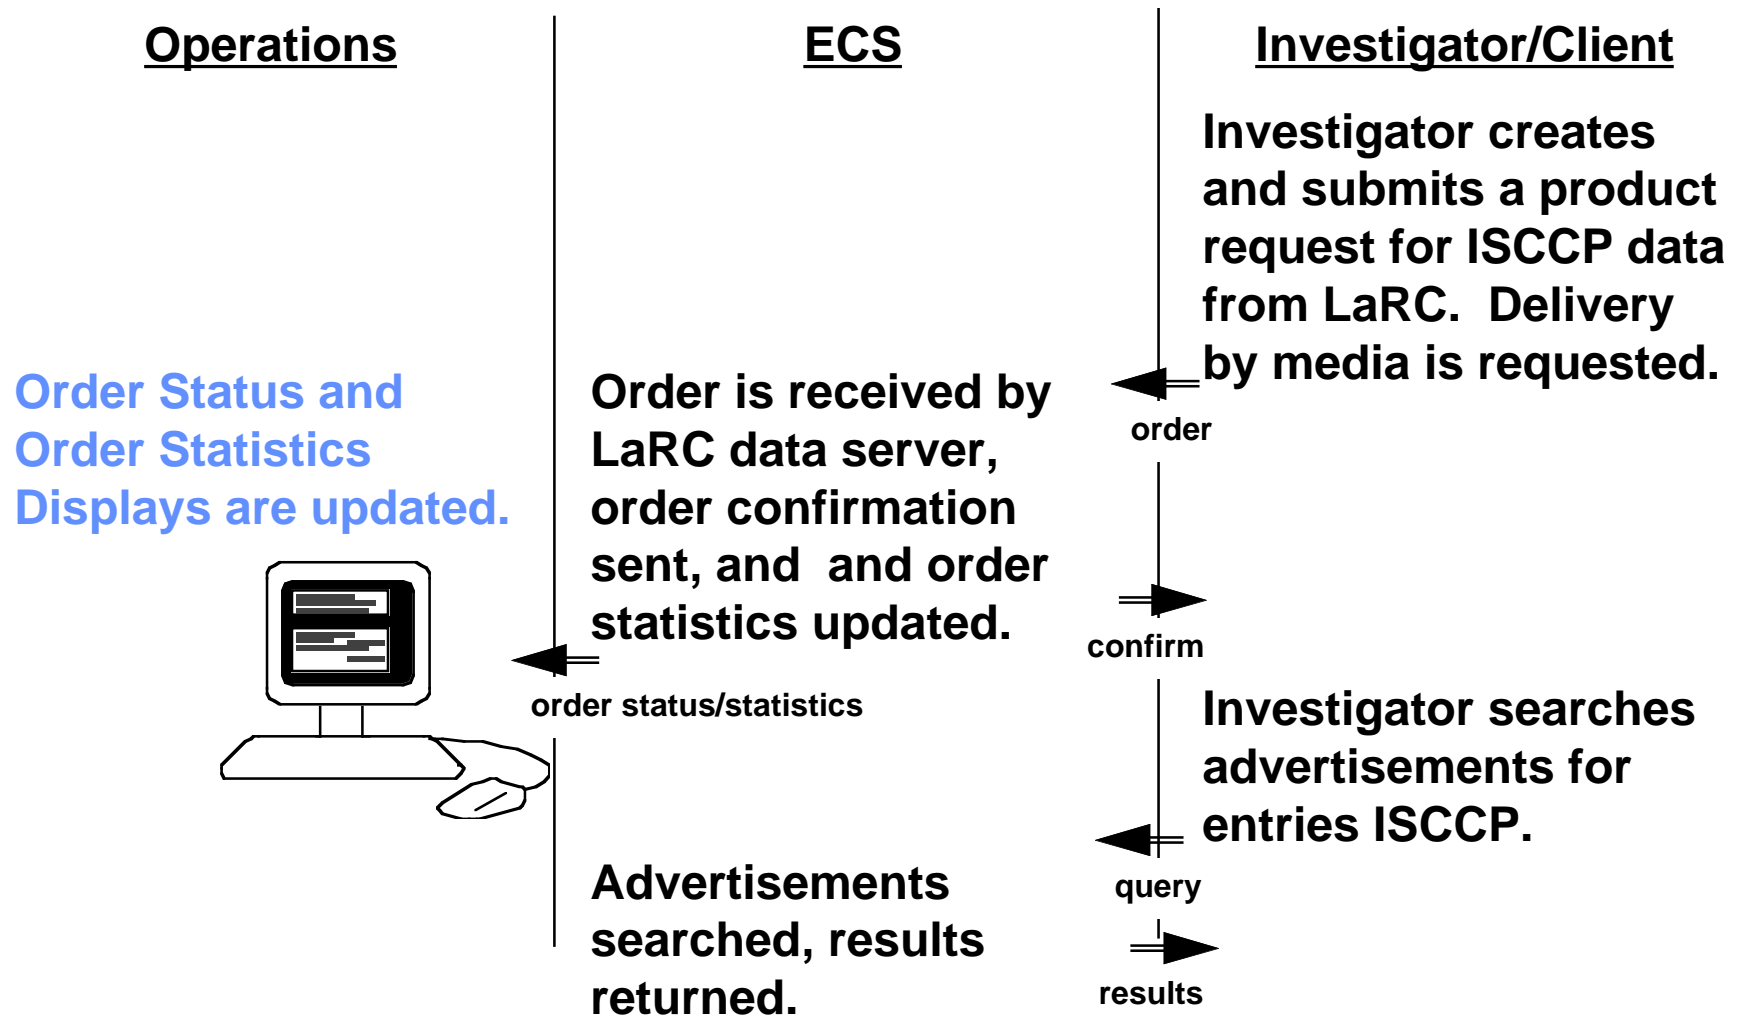 Operations
ECS
Investigator/Client
Investigator creates
and submits a product
request for ISCCP data
from LaRC.  Delivery
by media is requested.
order
Order Status and
Order Statistics
Displays are updated.
Order is received by
LaRC data server,
order confirmation
sent, and  and order
statistics updated.
confirm
order status/statistics
Investigator searches
advertisements for
entries ISCCP.
query
Advertisements
searched, results
returned.
results